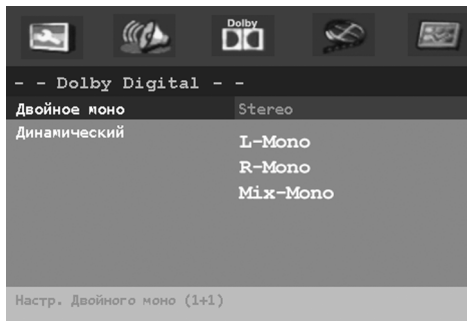 Dolby
- - Dolby Digital - -
Двойное моно Stereo
Динамический
L-Mono
R-Mono
Mix-Mono
Настр. Двойного моно (1+1)